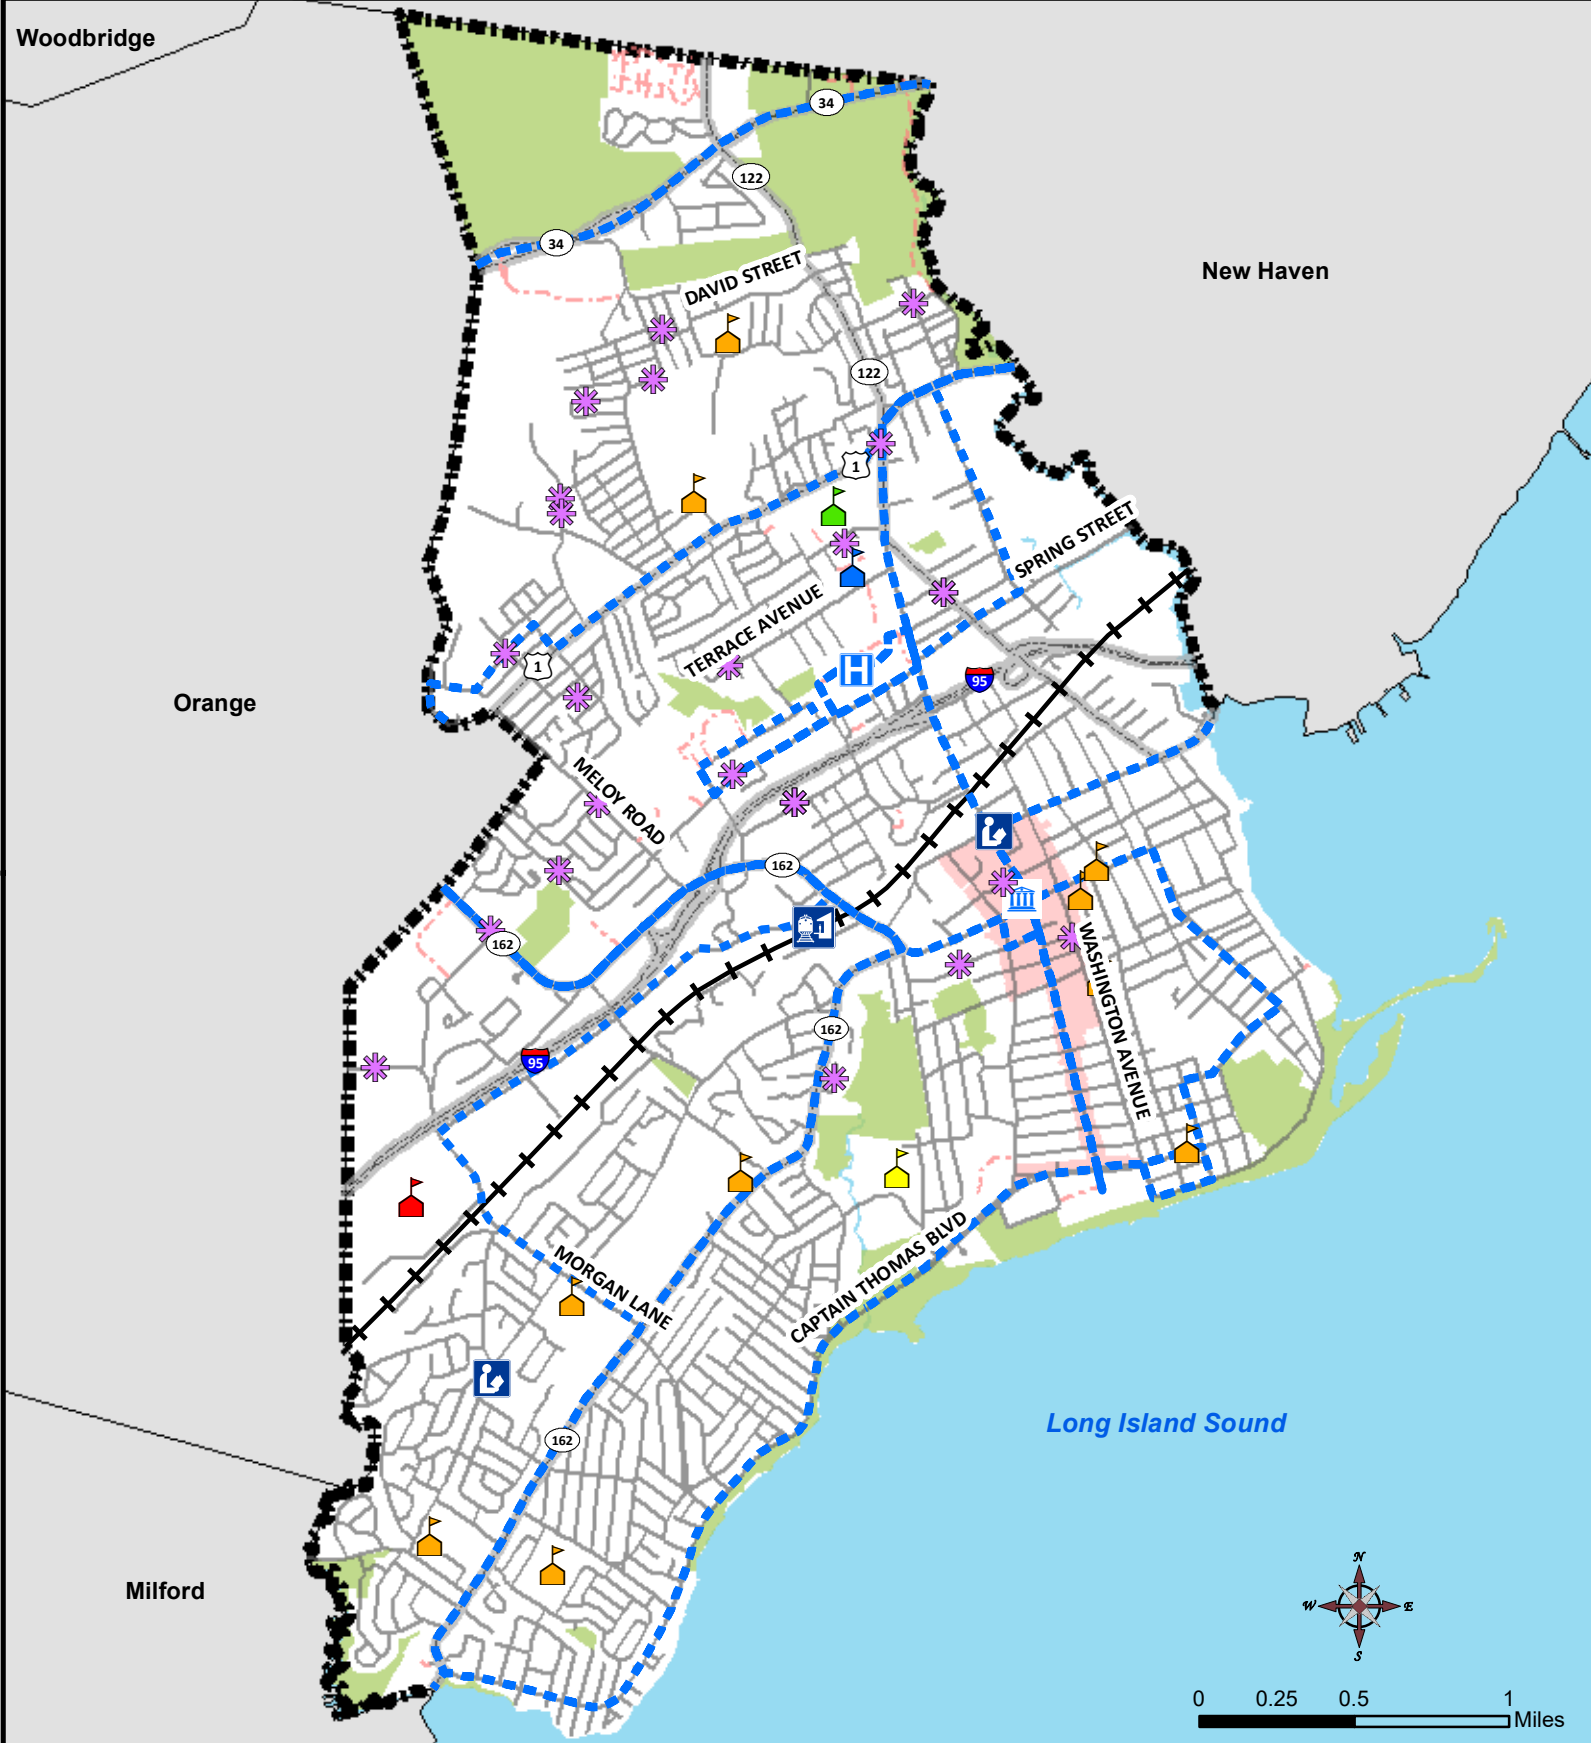 Woodbridge
34
122
New Haven
34
DAVID STREET
122
1
SPRING STREET
TERRACE AVENUE
1
H
95
Orange
MELOY ROAD
162
162
WASHINGTON AVENUE
162
95
CAPTAIN THOMAS BLVD
MORGAN LANE
Long Island Sound
162
Milford
N
W E
S
0 0.25 0.5 1
Miles